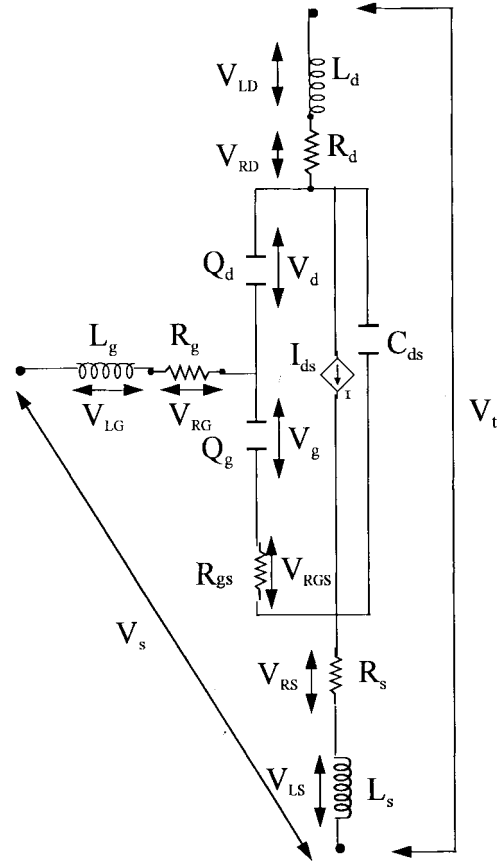 V_LD L_d
V_RD R_d
Q_d V_d
L_g R_g I_ds C_ds
V_LG V_RG V_t
Q_g V_g
R_gs V_RGS
V_s
V_RS R_s
V_LS L_s